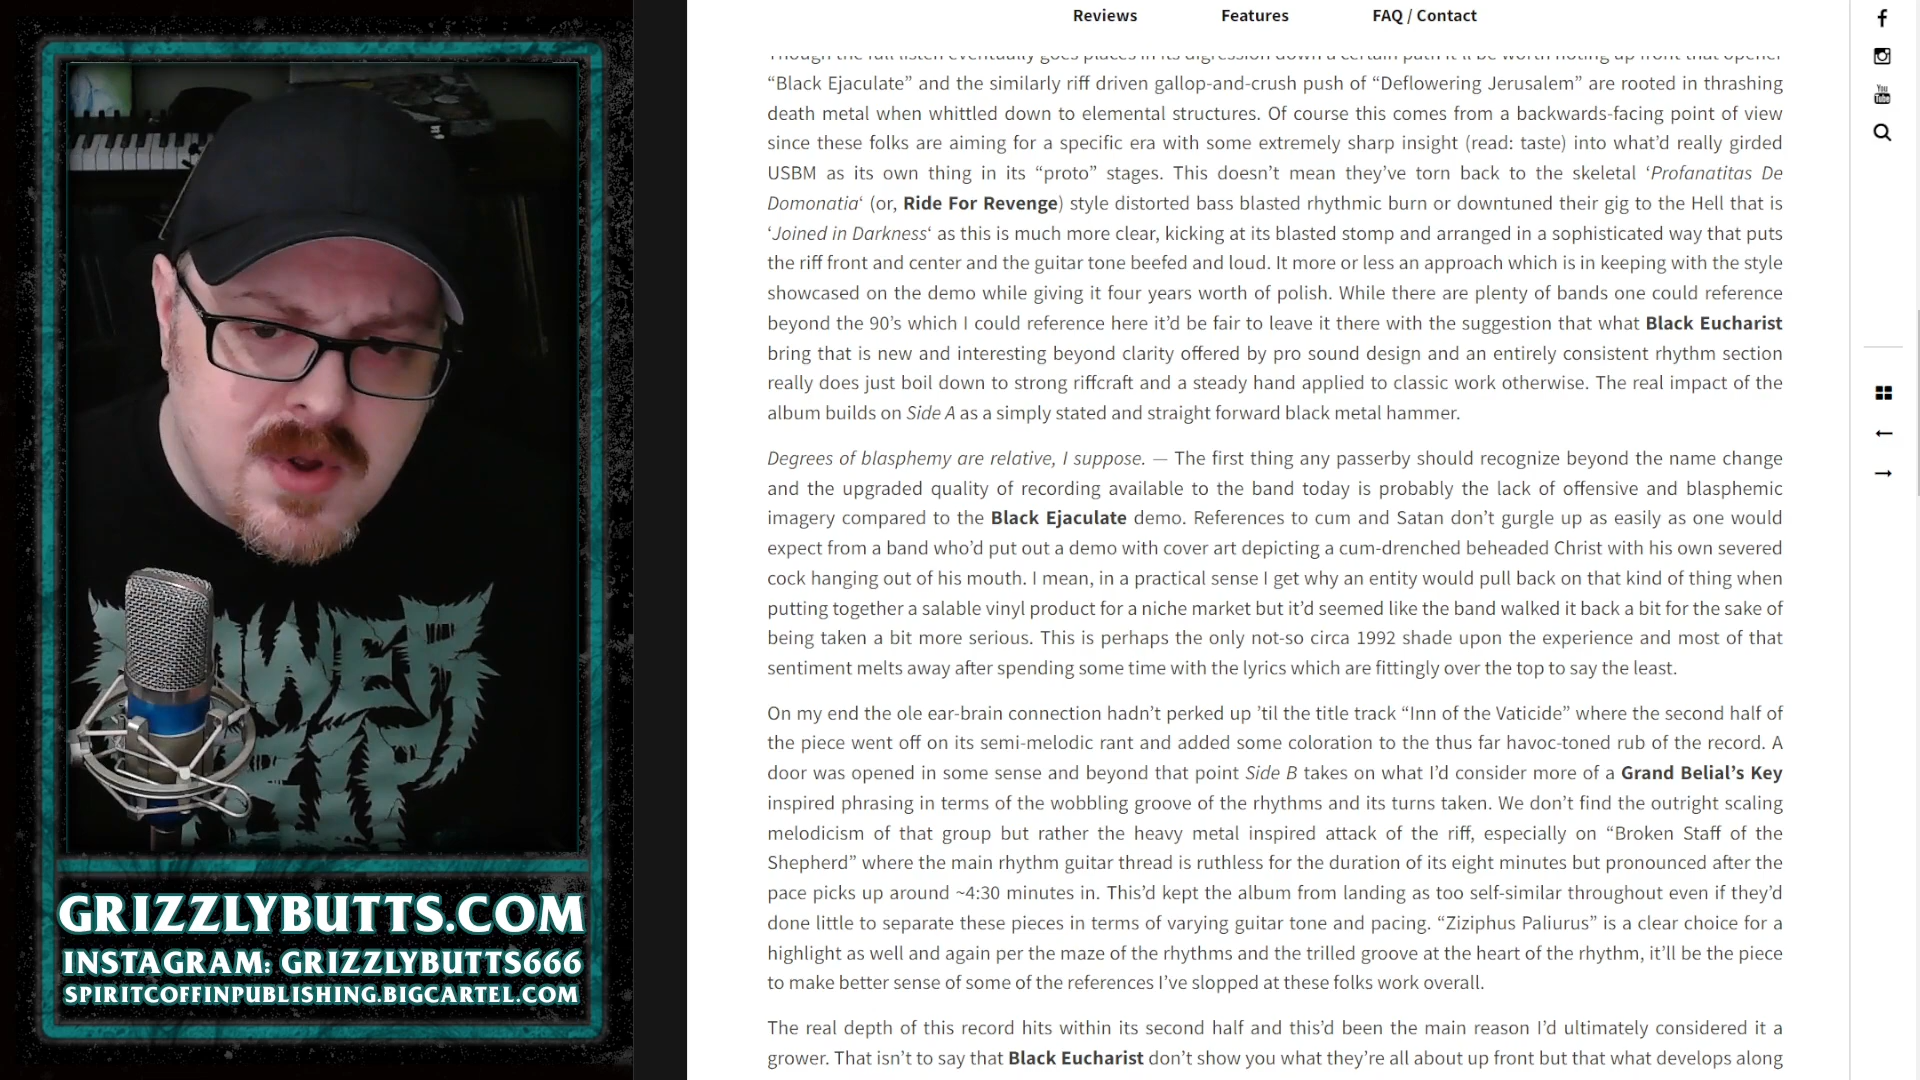 POWER
TRIP
GRIZZLYBUTTS.COM
INSTAGRAM: GRIZZLYBUTTS666
SPIRITCOFFINPUBLISHING.BIGCARTEL.COM
Reviews Features FAQ / Contact
Though the full listen eventually goes places in its digression down a certain path it'll be worth noting up front that opener
“Black Ejaculate” and the similarly riff driven gallop-and-crush push of “Deflowering Jerusalem” are rooted in thrashing
death metal when whittled down to elemental structures. Of course this comes from a backwards-facing point of view
since these folks are aiming for a specific era with some extremely sharp insight (read: taste) into what’d really girded
USBM as its own thing in its “proto” stages. This doesn’t mean they’ve torn back to the skeletal ‘Profanatitas De
Domonatia‘ (or, Ride For Revenge) style distorted bass blasted rhythmic burn or downtuned their gig to the Hell that is
‘Joined in Darkness‘ as this is much more clear, kicking at its blasted stomp and arranged in a sophisticated way that puts
the riff front and center and the guitar tone beefed and loud. It more or less an approach which is in keeping with the style
showcased on the demo while giving it four years worth of polish. While there are plenty of bands one could reference
beyond the 90’s which I could reference here it’d be fair to leave it there with the suggestion that what Black Eucharist
bring that is new and interesting beyond clarity offered by pro sound design and an entirely consistent rhythm section
really does just boil down to strong riffcraft and a steady hand applied to classic work otherwise. The real impact of the
album builds on Side A as a simply stated and straight forward black metal hammer.
Degrees of blasphemy are relative, I suppose. — The first thing any passerby should recognize beyond the name change
and the upgraded quality of recording available to the band today is probably the lack of offensive and blasphemic
imagery compared to the Black Ejaculate demo. References to cum and Satan don’t gurgle up as easily as one would
expect from a band who’d put out a demo with cover art depicting a cum-drenched beheaded Christ with his own severed
cock hanging out of his mouth. I mean, in a practical sense I get why an entity would pull back on that kind of thing when
putting together a salable vinyl product for a niche market but it’d seemed like the band walked it back a bit for the sake of
being taken a bit more serious. This is perhaps the only not-so circa 1992 shade upon the experience and most of that
sentiment melts away after spending some time with the lyrics which are fittingly over the top to say the least.
On my end the ole ear-brain connection hadn’t perked up ’til the title track “Inn of the Vaticide” where the second half of
the piece went off on its semi-melodic rant and added some coloration to the thus far havoc-toned rub of the record. A
door was opened in some sense and beyond that point Side B takes on what I’d consider more of a Grand Belial’s Key
inspired phrasing in terms of the wobbling groove of the rhythms and its turns taken. We don’t find the outright scaling
melodicism of that group but rather the heavy metal inspired attack of the riff, especially on “Broken Staff of the
Shepherd” where the main rhythm guitar thread is ruthless for the duration of its eight minutes but pronounced after the
pace picks up around ~4:30 minutes in. This’d kept the album from landing as too self-similar throughout even if they’d
done little to separate these pieces in terms of varying guitar tone and pacing. “Ziziphus Paliurus” is a clear choice for a
highlight as well and again per the maze of the rhythms and the trilled groove at the heart of the rhythm, it’ll be the piece
to make better sense of some of the references I’ve slopped at these folks work overall.
The real depth of this record hits within its second half and this’d been the main reason I’d ultimately considered it a
grower. That isn’t to say that Black Eucharist don’t show you what they’re all about up front but that what develops along
You
Tube